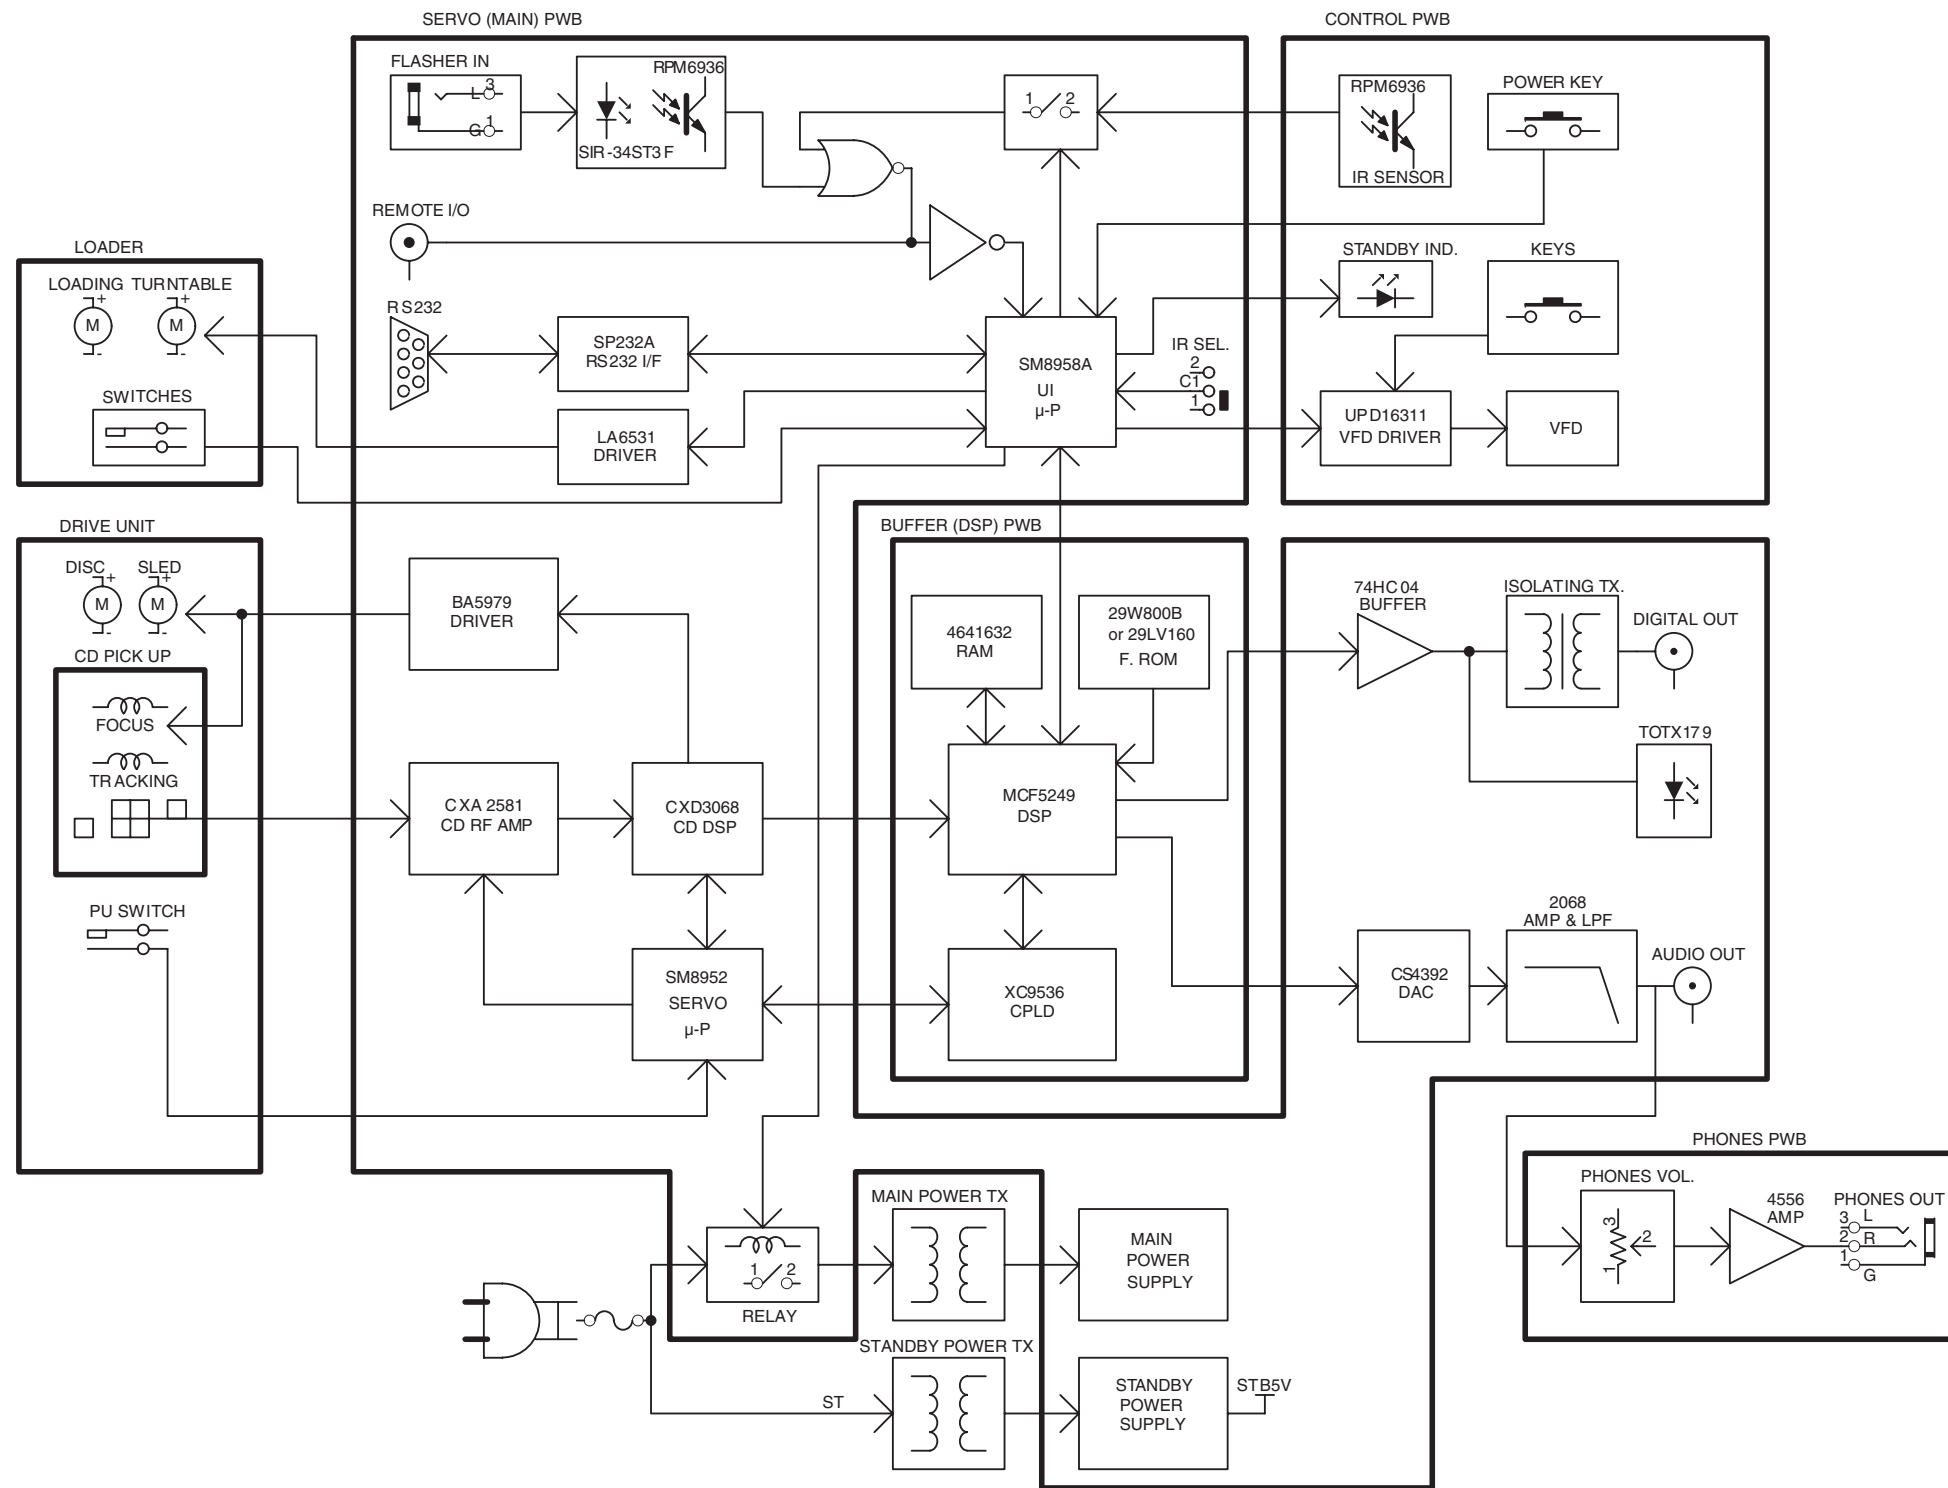 SERVO (MAIN) PWB
CONTROL PWB
FLASHER IN
L 3
G 1
RPM6936
SIR-34ST3F
1 2
RPM6936
IR SENSOR
POWER KEY
REMOTE I/O
LOADER
LOADING TURNTABLE
+ +
M M
- -
SWITCHES
RS232
SP232A
RS232 I/F
LA6531
DRIVER
SM8958A
UI
µ-P
IR SEL.
2
C1
1
STANDBY IND.
KEYS
UPD16311
VFD DRIVER
VFD
DRIVE UNIT
DISC SLED
+ +
M M
- -
CD PICK UP
FOCUS
TRACKING
PU SWITCH
BA5979
DRIVER
CXA2581
CD RF AMP
CXD3068
CD DSP
SM8952
SERVO
µ-P
BUFFER (DSP) PWB
4641632
RAM
29W800B
or 29LV160
F. ROM
MCF5249
DSP
XC9536
CPLD
74HC04
BUFFER
ISOLATING TX.
DIGITAL OUT
TOTX179
CS4392
DAC
2068
AMP & LPF
AUDIO OUT
PHONES PWB
PHONES VOL.
3
2
1
4556
AMP
PHONES OUT
3 L
2 R
1 G
MAIN POWER TX
MAIN
POWER
SUPPLY
1 2
RELAY
STANDBY POWER TX
ST
STANDBY
POWER
SUPPLY
STB5V